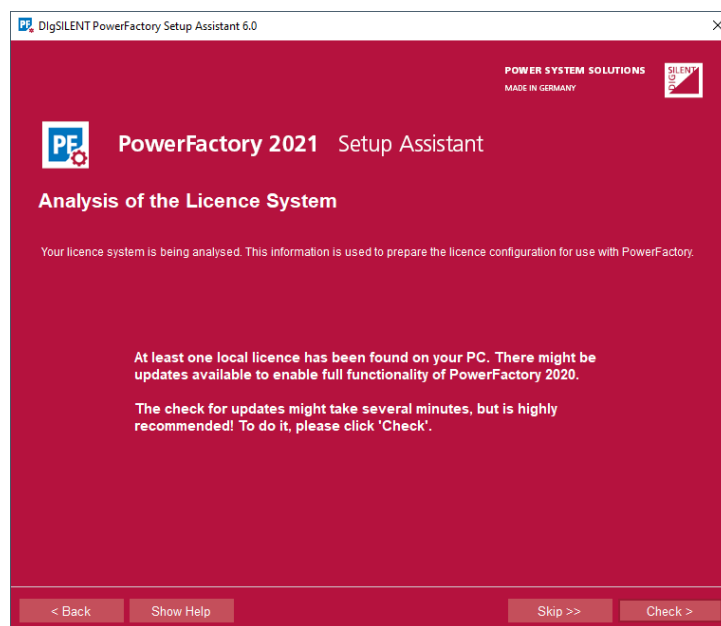 DIgSILENT PowerFactory Setup Assistant 6.0
POWER SYSTEM SOLUTIONS
MADE IN GERMANY
DIG
SILENT
PF
PowerFactory 2021 Setup Assistant
Analysis of the Licence System
Your licence system is being analysed. This information is used to prepare the licence configuration for use with PowerFactory.
At least one local licence has been found on your PC. There might be
updates available to enable full functionality of PowerFactory 2020.
The check for updates might take several minutes, but is highly
recommended! To do it, please click 'Check'.
< Back
Show Help
Skip >>
Check >